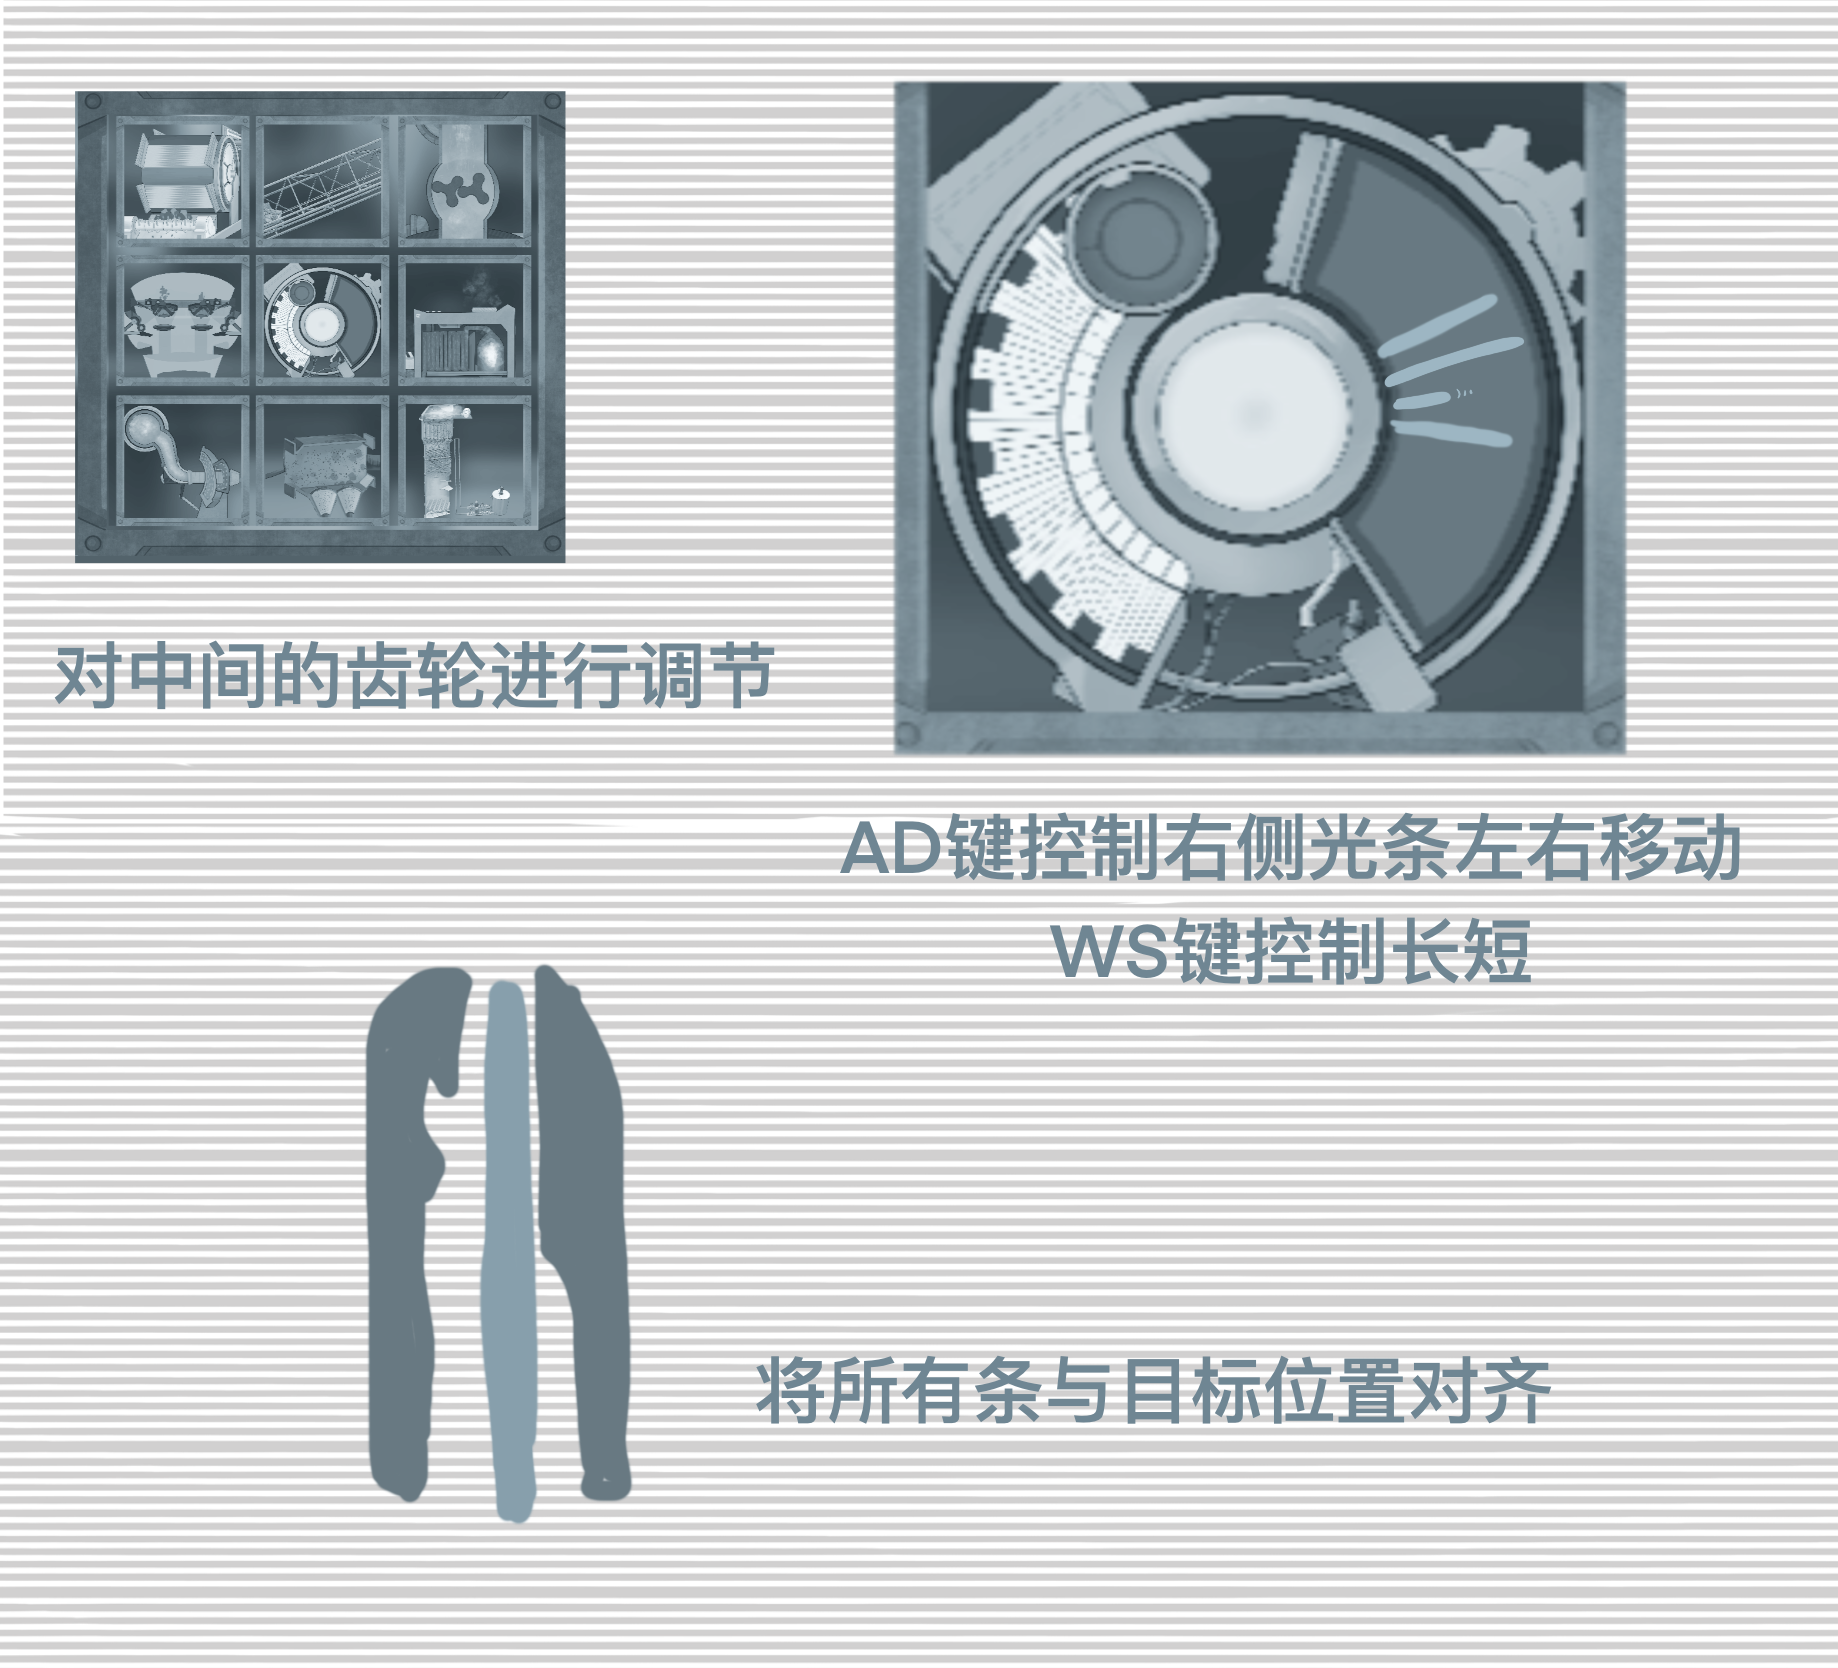 对中间的齿轮进行调节
AD键控制右侧光条左右移动
WS键控制长短
将所有条与目标位置对齐